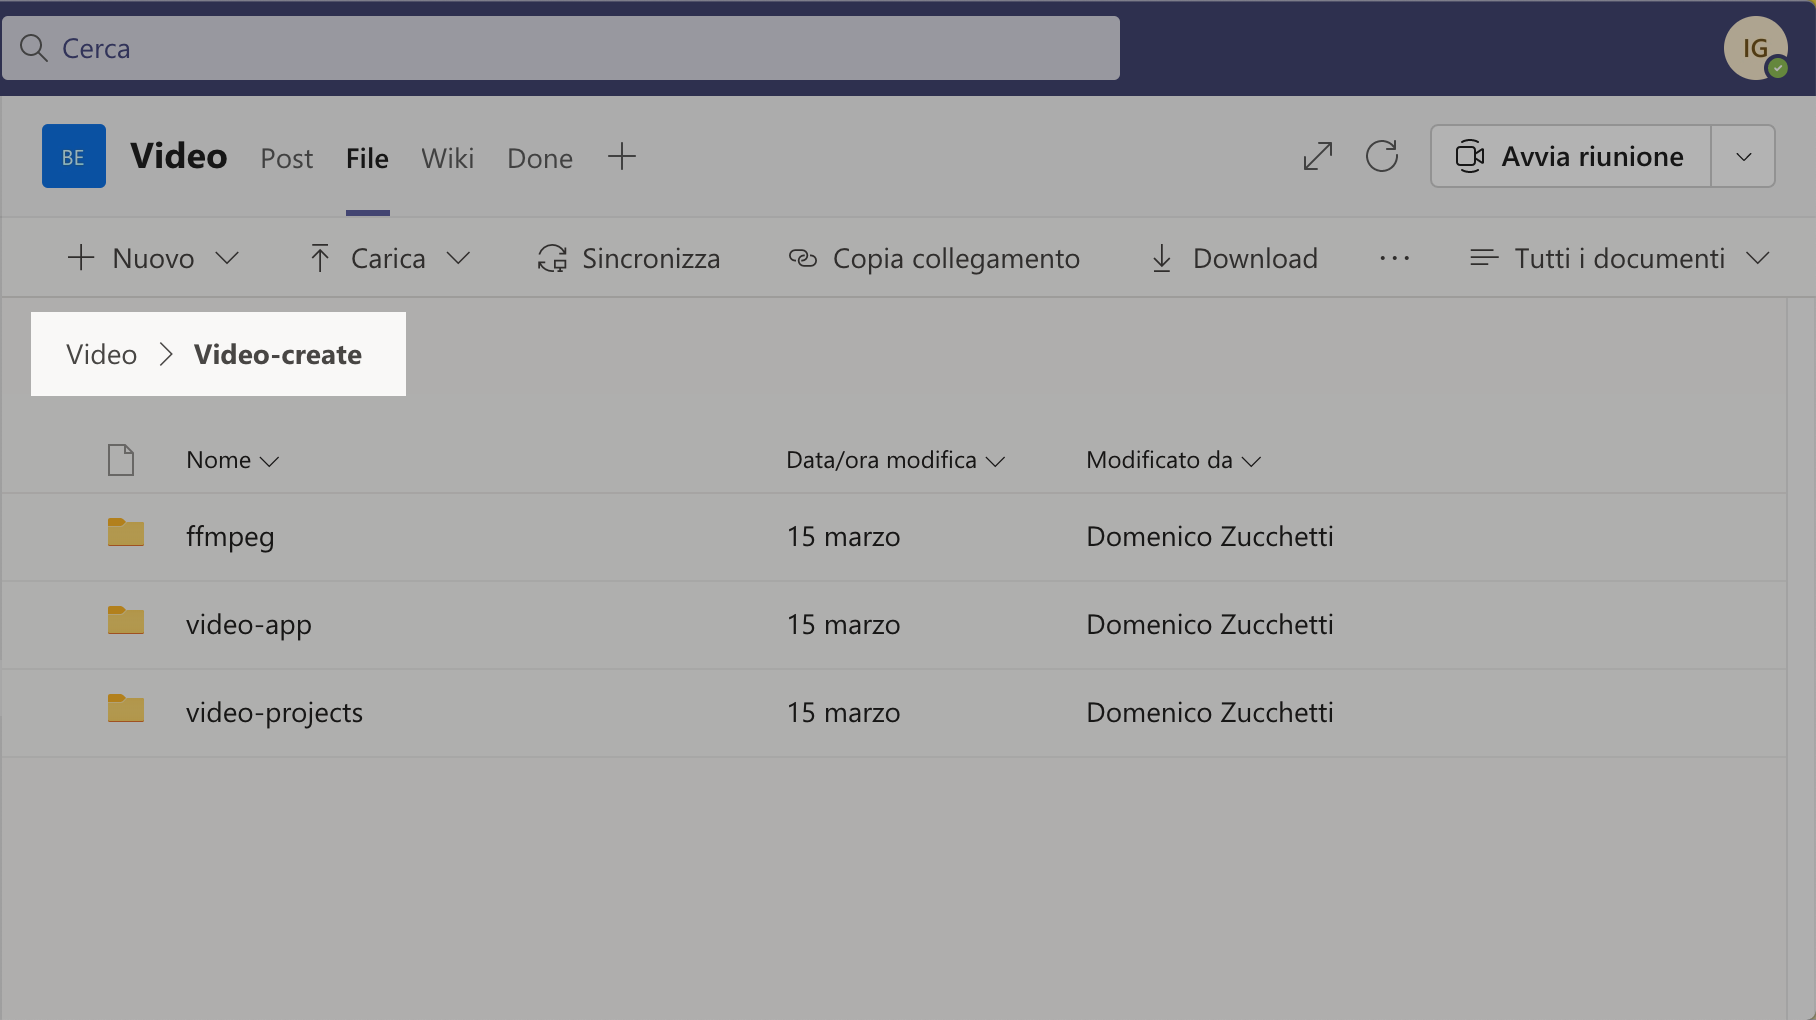 Cerca
IG
BE Video Post File Wiki Done
Avvia riunione
Nuovo Carica Sincronizza Copia collegamento Download ··· Tutti i documenti
Video > Video-create
Nome Data/ora modifica Modificato da
ffmpeg 15 marzo Domenico Zucchetti
video-app 15 marzo Domenico Zucchetti
video-projects 15 marzo Domenico Zucchetti